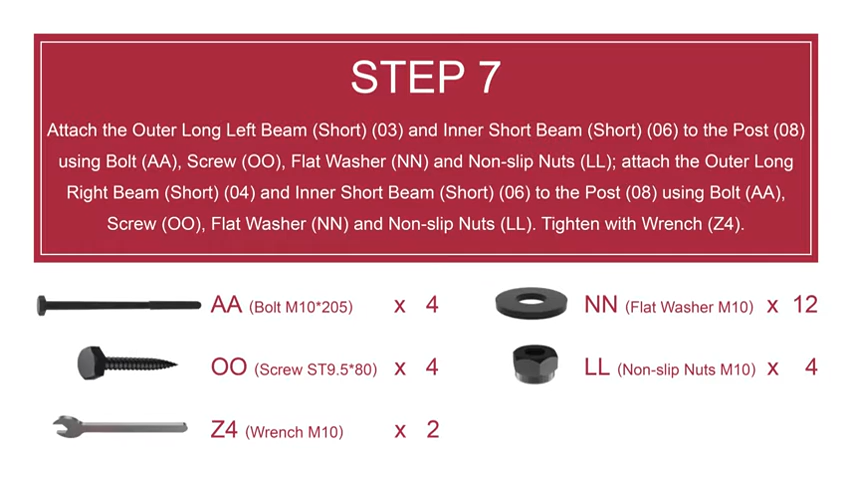 STEP 7
Attach the Outer Long Left Beam (Short) (03) and Inner Short Beam (Short) (06) to the Post (08)
using Bolt (AA), Screw (OO), Flat Washer (NN) and Non-slip Nuts (LL); attach the Outer Long
Right Beam (Short) (04) and Inner Short Beam (Short) (06) to the Post (08) using Bolt (AA),
Screw (OO), Flat Washer (NN) and Non-slip Nuts (LL). Tighten with Wrench (Z4).
AA (Bolt M10*205) x 4
NN (Flat Washer M10) x 12
OO (Screw ST9.5*80) x 4
LL (Non-slip Nuts M10) x 4
Z4 (Wrench M10) x 2